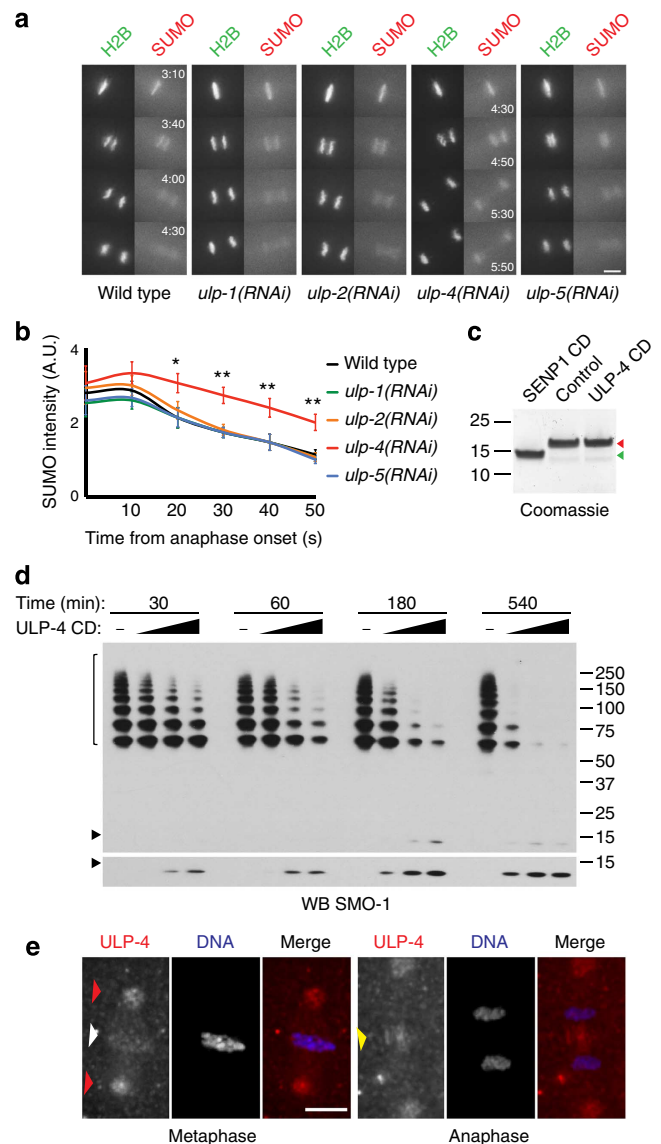 a
H2B SUMO H2B SUMO H2B SUMO H2B SUMO H2B SUMO
3:10 4:30
3:40 4:50
4:00 5:30
4:30 5:50
Wild type ulp-1(RNAi) ulp-2(RNAi) ulp-4(RNAi) ulp-5(RNAi)
b
SUMO intensity (A.U.)
4
2
0
* ** ** **
10 20 30 40 50
Time from anaphase onset (s)
Wild type
ulp-1(RNAi)
ulp-2(RNAi)
ulp-4(RNAi)
ulp-5(RNAi)
c
SENP1 CD Control ULP-4 CD
25
15
10
Coomassie
d
Time (min): 30 60 180 540
ULP-4 CD: – – – –
250
150
100
75
50
37
25
15
15
WB SMO-1
e
ULP-4 DNA Merge ULP-4 DNA Merge
Metaphase Anaphase